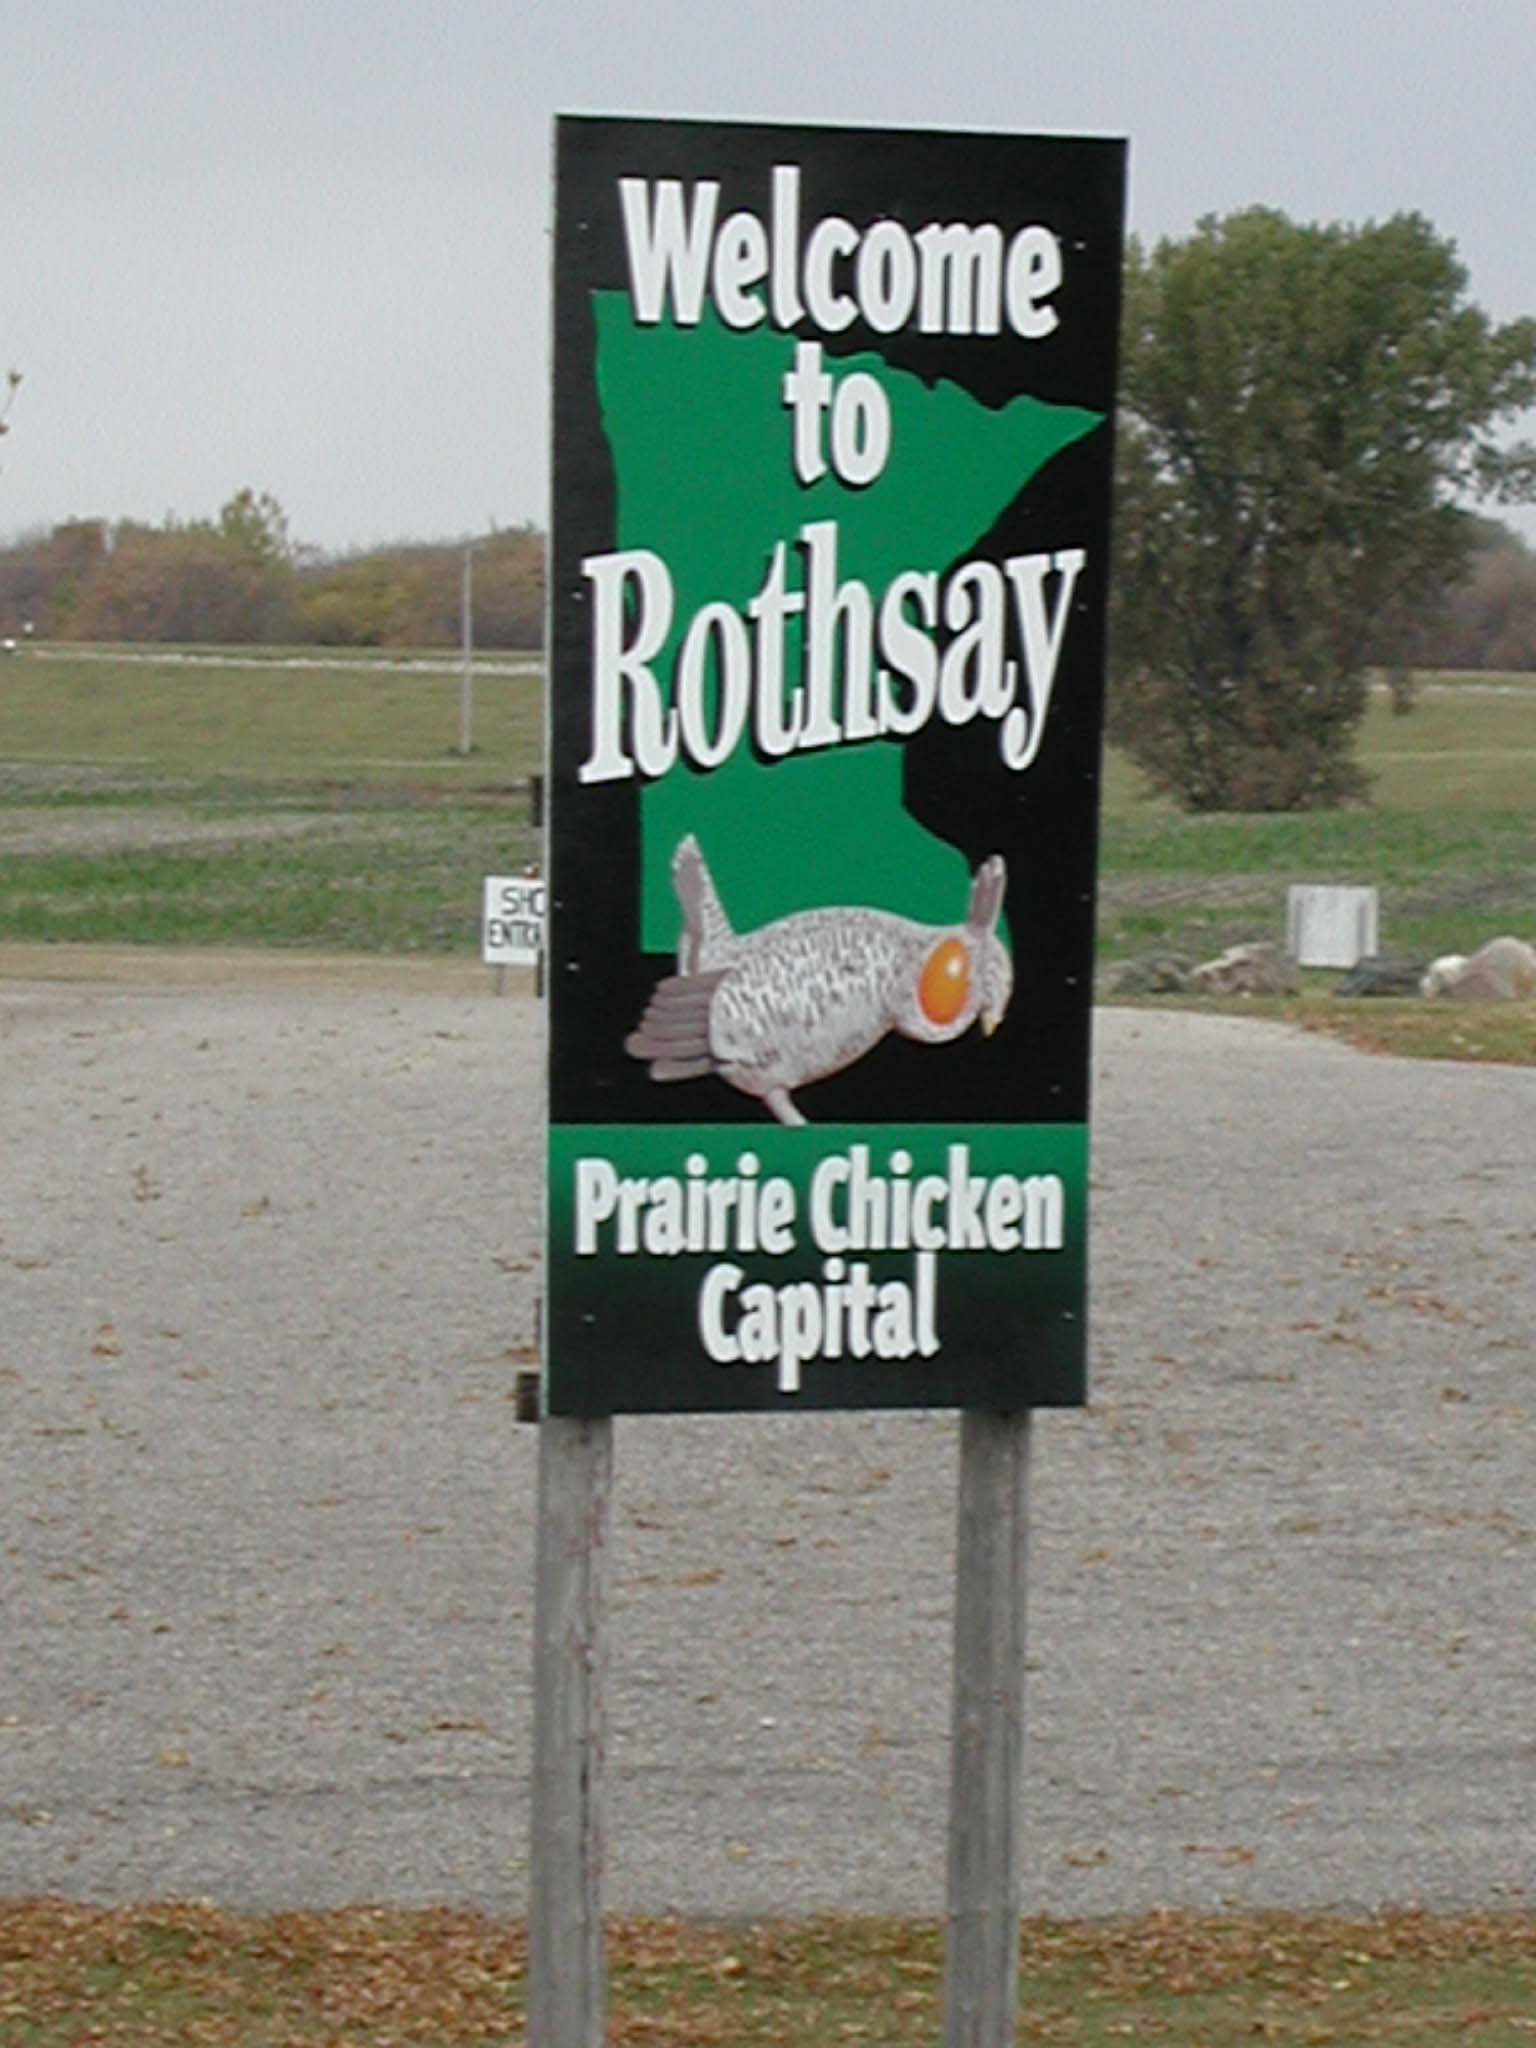 Welcome
to
Rothsay
Prairie Chicken
Capital